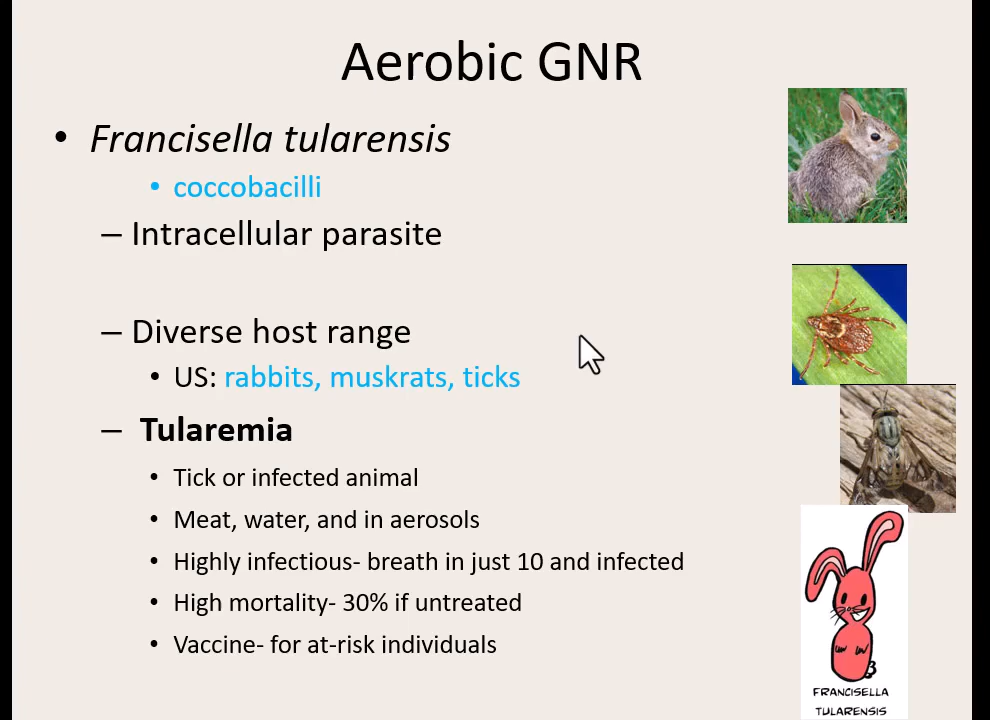 Aerobic GNR
• Francisella tularensis
• coccobacilli
– Intracellular parasite
– Diverse host range
• US: rabbits, muskrats, ticks
– Tularemia
• Tick or infected animal
• Meat, water, and in aerosols
• Highly infectious- breath in just 10 and infected
• High mortality- 30% if untreated
• Vaccine- for at-risk individuals
FRANCISELLA
TULARENSIS